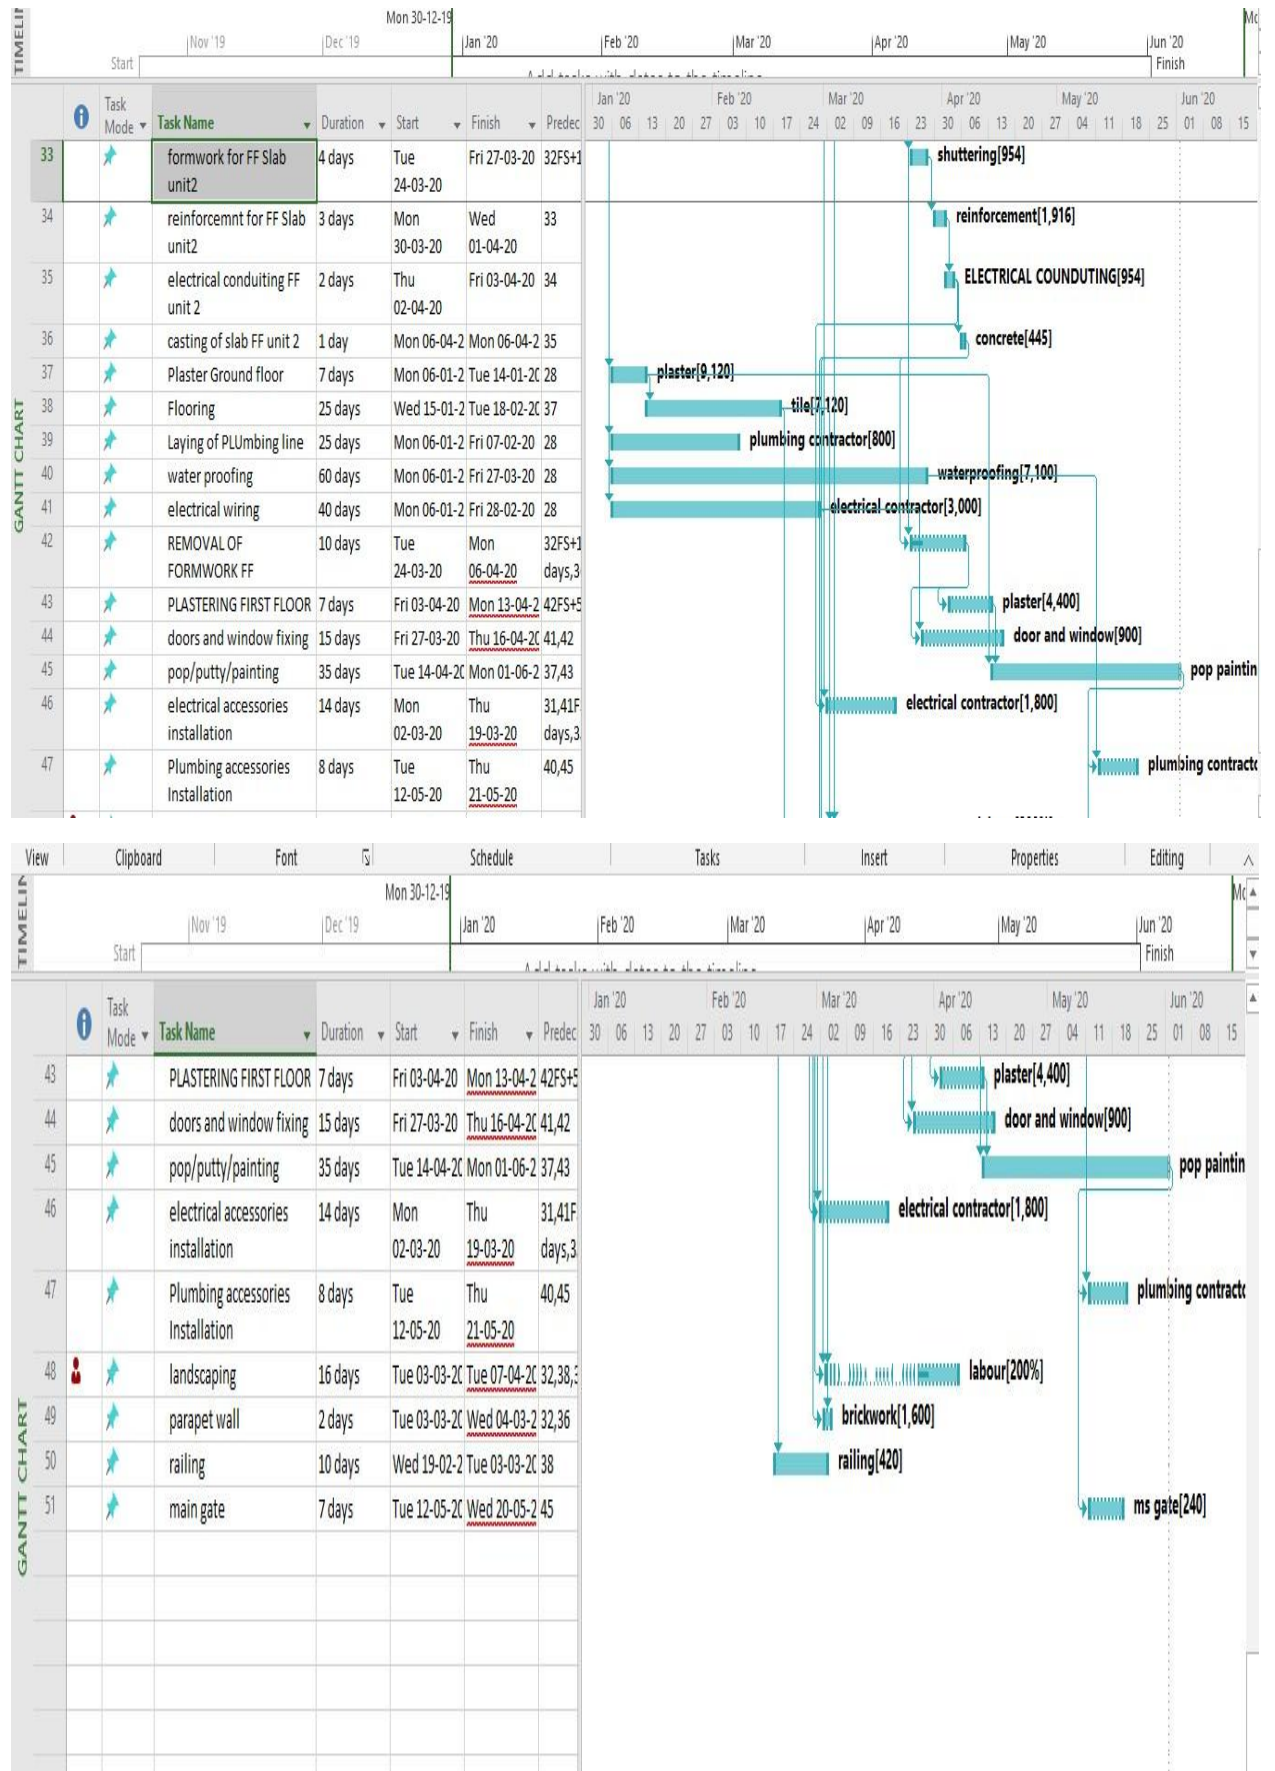 Mon 30-12-19
Nov '19 Dec '19 Jan '20 Feb '20 Mar '20 Apr '20 May '20 Jun '20
Start Finish
Task Mode Task Name Duration Start Finish Predec
Jan '20 Feb '20 Mar '20 Apr '20 May '20 Jun '20
30 06 13 20 27 03 10 17 24 02 09 16 23 30 06 13 20 27 04 11 18 25 01 08 15
GANTT CHART
33 formwork for FF Slab 4 days Tue Fri 27-03-20 32FS+1 shuttering[954]
unit2 24-03-20
34 reinforcemnt for FF Slab 3 days Mon Wed 33 reinforcement[1,916]
unit2 30-03-20 01-04-20
35 electrical conduiting FF 2 days Thu Fri 03-04-20 34 ELECTRICAL COUNDUTING[954]
unit 2 02-04-20
36 casting of slab FF unit 2 1 day Mon 06-04-2 Mon 06-04-2 35 concrete[445]
37 Plaster Ground floor 7 days Mon 06-01-2 Tue 14-01-20 28 plaster[9,120]
38 Flooring 25 days Wed 15-01-2 Tue 18-02-20 37 tile[7,120]
39 Laying of PLUmbing line 25 days Mon 06-01-2 Fri 07-02-20 28 plumbing contractor[800]
40 water proofing 60 days Mon 06-01-2 Fri 27-03-20 28 waterproofing[7,100]
41 electrical wiring 40 days Mon 06-01-2 Fri 28-02-20 28 electrical contractor[3,000]
42 REMOVAL OF 10 days Tue Mon 32FS+1
FORMWORK FF 24-03-20 06-04-20 days,3
43 PLASTERING FIRST FLOOR 7 days Fri 03-04-20 Mon 13-04-2 42FS+5 plaster[4,400]
44 doors and window fixing 15 days Fri 27-03-20 Thu 16-04-20 41,42 door and window[900]
45 pop/putty/painting 35 days Tue 14-04-20 Mon 01-06-2 37,43 pop paintin
46 electrical accessories 14 days Mon Thu 31,41F electrical contractor[1,800]
installation 02-03-20 19-03-20 days,3
47 Plumbing accessories 8 days Tue Thu 40,45 plumbing contracto
Installation 12-05-20 21-05-20
View Clipboard Font Schedule Tasks Insert Properties Editing
Mon 30-12-19
Nov '19 Dec '19 Jan '20 Feb '20 Mar '20 Apr '20 May '20 Jun '20
Start Finish
Task Mode Task Name Duration Start Finish Predec
Jan '20 Feb '20 Mar '20 Apr '20 May '20 Jun '20
30 06 13 20 27 03 10 17 24 02 09 16 23 30 06 13 20 27 04 11 18 25 01 08 15
GANTT CHART
43 PLASTERING FIRST FLOOR 7 days Fri 03-04-20 Mon 13-04-2 42FS+5 plaster[4,400]
44 doors and window fixing 15 days Fri 27-03-20 Thu 16-04-20 41,42 door and window[900]
45 pop/putty/painting 35 days Tue 14-04-20 Mon 01-06-2 37,43 pop paintin
46 electrical accessories 14 days Mon Thu 31,41F electrical contractor[1,800]
installation 02-03-20 19-03-20 days,3
47 Plumbing accessories 8 days Tue Thu 40,45 plumbing contracto
Installation 12-05-20 21-05-20
48 landscaping 16 days Tue 03-03-20 Tue 07-04-20 32,38,3 labour[200%]
49 parapet wall 2 days Tue 03-03-20 Wed 04-03-2 32,36 brickwork[1,600]
50 railing 10 days Wed 19-02-2 Tue 03-03-20 38 railing[420]
51 main gate 7 days Tue 12-05-20 Wed 20-05-2 45 ms gate[240]